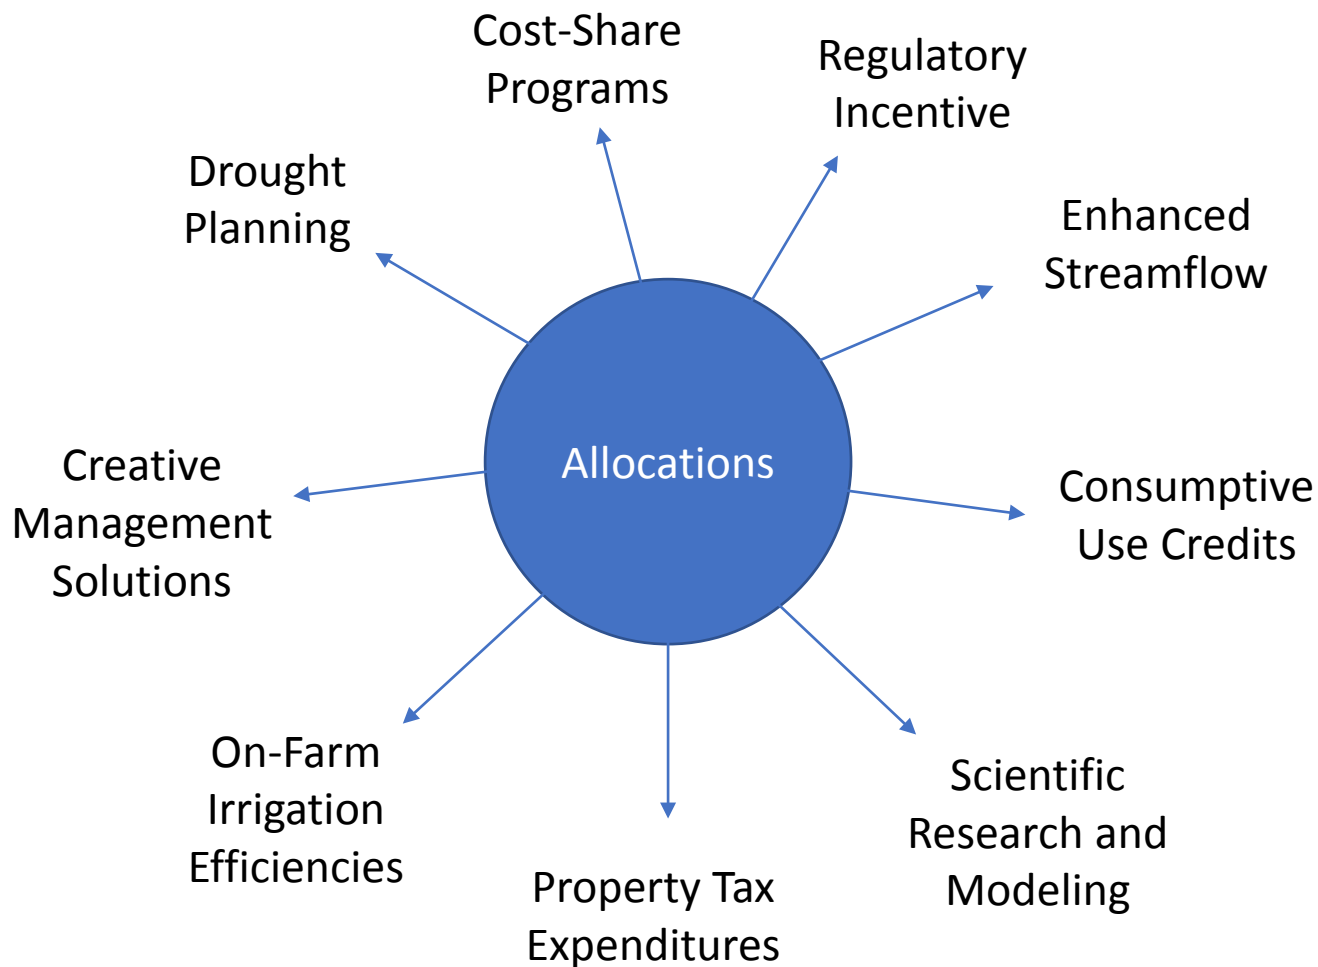 Cost-Share
Programs
Regulatory
Incentive
Drought
Planning
Enhanced
Streamflow
Allocations
Creative
Management
Solutions
Consumptive
Use Credits
On-Farm
Irrigation
Efficiencies
Property Tax
Expenditures
Scientific
Research and
Modeling